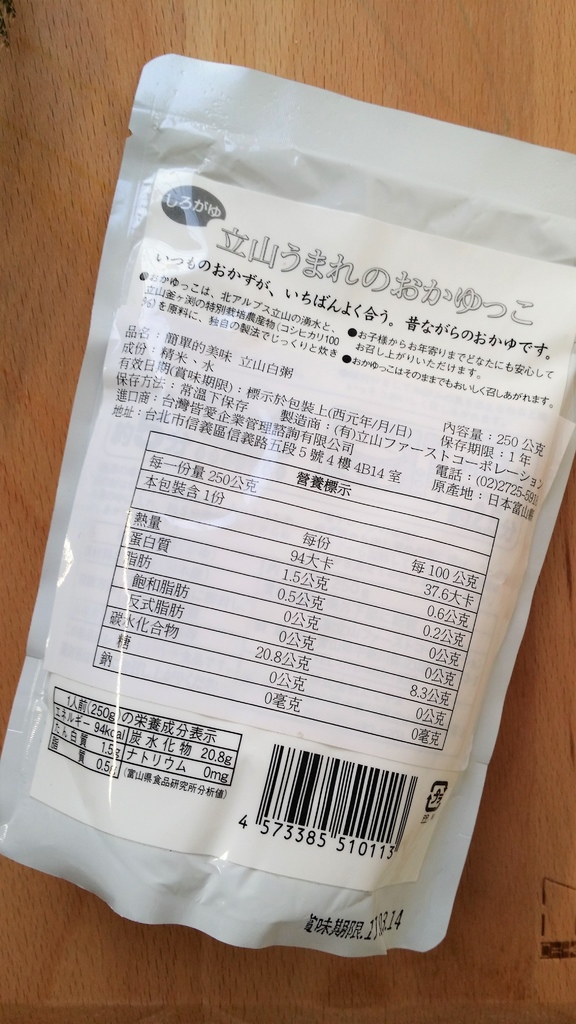 しろがゆ
立山うまれのおかゆっこ
いつものおかずが、いちばんよく合う。昔ながらのおかゆです。
●おかゆっこは、北アルプス立山の湧水と、
立山釜ヶ渕の特別栽培農産物(コシヒカリ100
%)を原料に、独自の製法でじっくりと炊き
●お子様からお年寄りまでどなたにも安心して
お召し上がりいただけます。
●おかゆっこはそのままでもおいしく召しあがれます。
品名：簡單的美味 立山白粥
內容量：250 公克
成份：精米、水
保存期限：1 年
有效日期(賞味期限)：標示於包裝上(西元年/月/日)
保存方法：常溫下保存 製造商：(有)立山ファーストコーポレーション
進口商：台灣皆愛企業管理諮詢有限公司
電話：(02)2725-591
地址：台北市信義區信義路五段 5 號 4 樓 4B14 室
原產地：日本富山縣
營養標示
每一份量 250公克
本包裝含 1份
每份 每 100 公克
熱量 94大卡 37.6大卡
蛋白質 1.5公克 0.6公克
脂肪 0.5公克 0.2公克
飽和脂肪 0公克 0公克
反式脂肪 0公克 0公克
碳水化合物 20.8公克 8.3公克
糖 0公克 0公克
鈉 0毫克 0毫克
1人前(250g)の栄養成分表示
エネルギー 94kcal 炭水化物 20.8g
たん白質 1.5g ナトリウム 0mg
脂質 0.5g (富山県食品研究所分析値)
4 573385 510113
プラ
賞味期限.